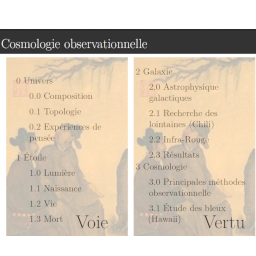 Cosmologie observationnelle
0 Univers
0.0 Composition
0.1 Topologie
0.2 Expériences de
pensée
1 Étoile
1.0 Lumière
1.1 Naissance
1.2 Vie
1.3 Mort
Voie
2 Galaxie
2.0 Astrophysique
galactiques
2.1 Recherche des
lointaines (Chili)
2.2 Infra-Rouge
2.3 Résultats
3 Cosmologie
3.0 Principales méthodes
observationnelle
3.1 Étude des bleux
(Hawaii)
Vertu